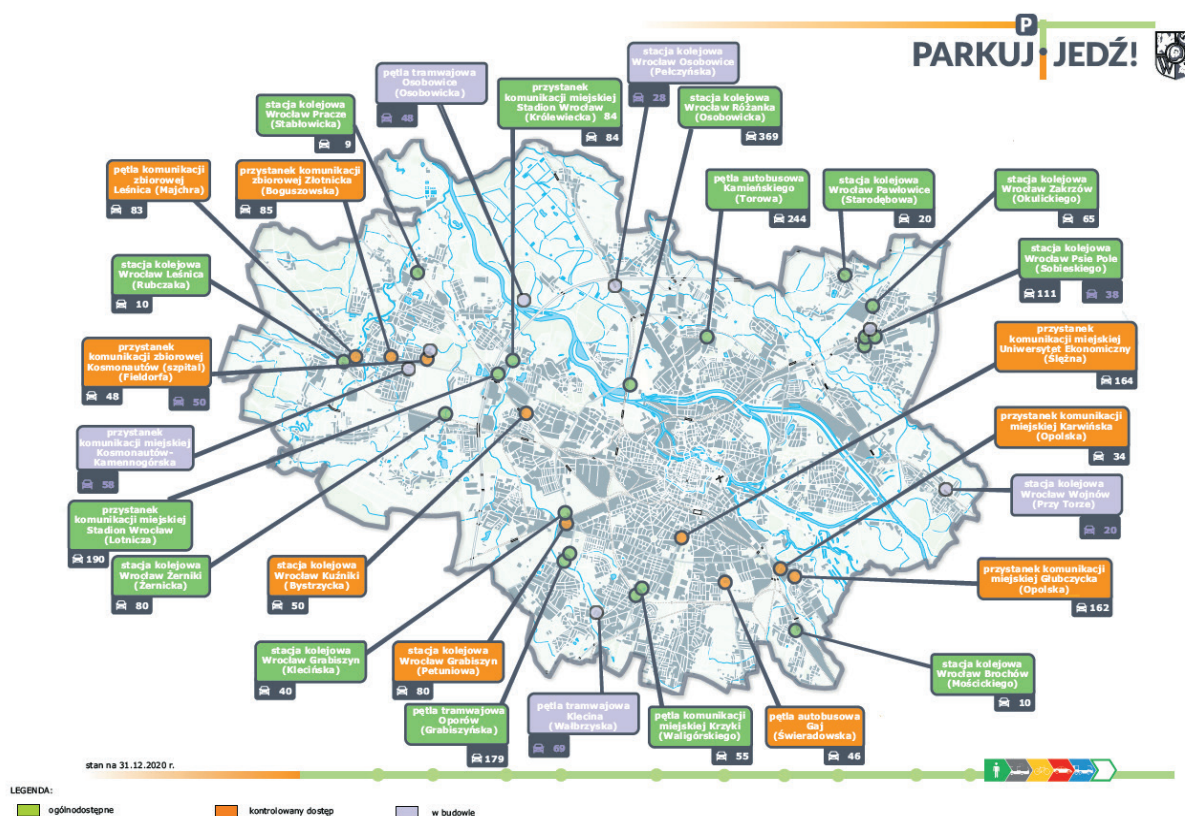 P
PARKUJ i JEDŹ!
stacja kolejowa
Wrocław Osobowice
(Pełczyńska)
28
pętla tramwajowa
Osobowice
(Osobowicka)
48
przystanek
komunikacji miejskiej
Stadion Wrocław
(Królewiecka) 84
84
stacja kolejowa
Wrocław Różanka
(Osobowicka)
369
stacja kolejowa
Wrocław Pracze
(Stabłowicka)
9
pętla komunikacji
zbiorowej
Leśnica (Majchra)
83
przystanek komunikacji
zbiorowej Złotnicka
(Boguszowska)
85
pętla autobusowa
Kamieńskiego
(Torowa)
244
stacja kolejowa
Wrocław Pawłowice
(Starodębowa)
20
stacja kolejowa
Wrocław Zakrzów
(Okulickiego)
65
stacja kolejowa
Wrocław Leśnica
(Rubczaka)
10
stacja kolejowa
Wrocław Psie Pole
(Sobieskiego)
111
38
przystanek
komunikacji zbiorowej
Kosmonautów (szpital)
(Fieldorfa)
48
50
przystanek
komunikacji miejskiej
Uniwersytpt Ekonomiczny
(Ślężna)
164
przystanek
komunikacji miejskiej
Kosmonautów-
Kamennogórska
58
przystanek komunikacji
miejskiej Karwińska
(Opolska)
34
stacja kolejowa
Wrocław Wojnów
(Przy Torze)
20
przystanek
komunikacji miejskiej
Stadion Wrocław
(Lotnicza)
190
stacja kolejowa
Wrocław Żerniki
(Żernicka)
80
stacja kolejowa
Wrocław Kuźniki
(Bystrzycka)
50
przystanek komunikacji
miejskiej Głubczycka
(Opolska)
162
stacja kolejowa
Wrocław Grabiszyn
(Klecińska)
40
stacja kolejowa
Wrocław Grabiszyn
(Petuniowa)
80
stacja kolejowa
Wrocław Brochów
(Mościckiego)
10
pętla tramwajowa
Oporów
(Grabiszyńska)
179
pętla tramwajowa
Klecina
(Wałbrzyska)
69
pętla komunikacji
miejskiej Krzyki
(Waligórskiego)
55
pętla autobusowa
Gaj
(Świeradowska)
46
stan na 31.12.2020 r.
LEGENDA:
ogólnodostępne
kontrolowany dostęp
w budowie